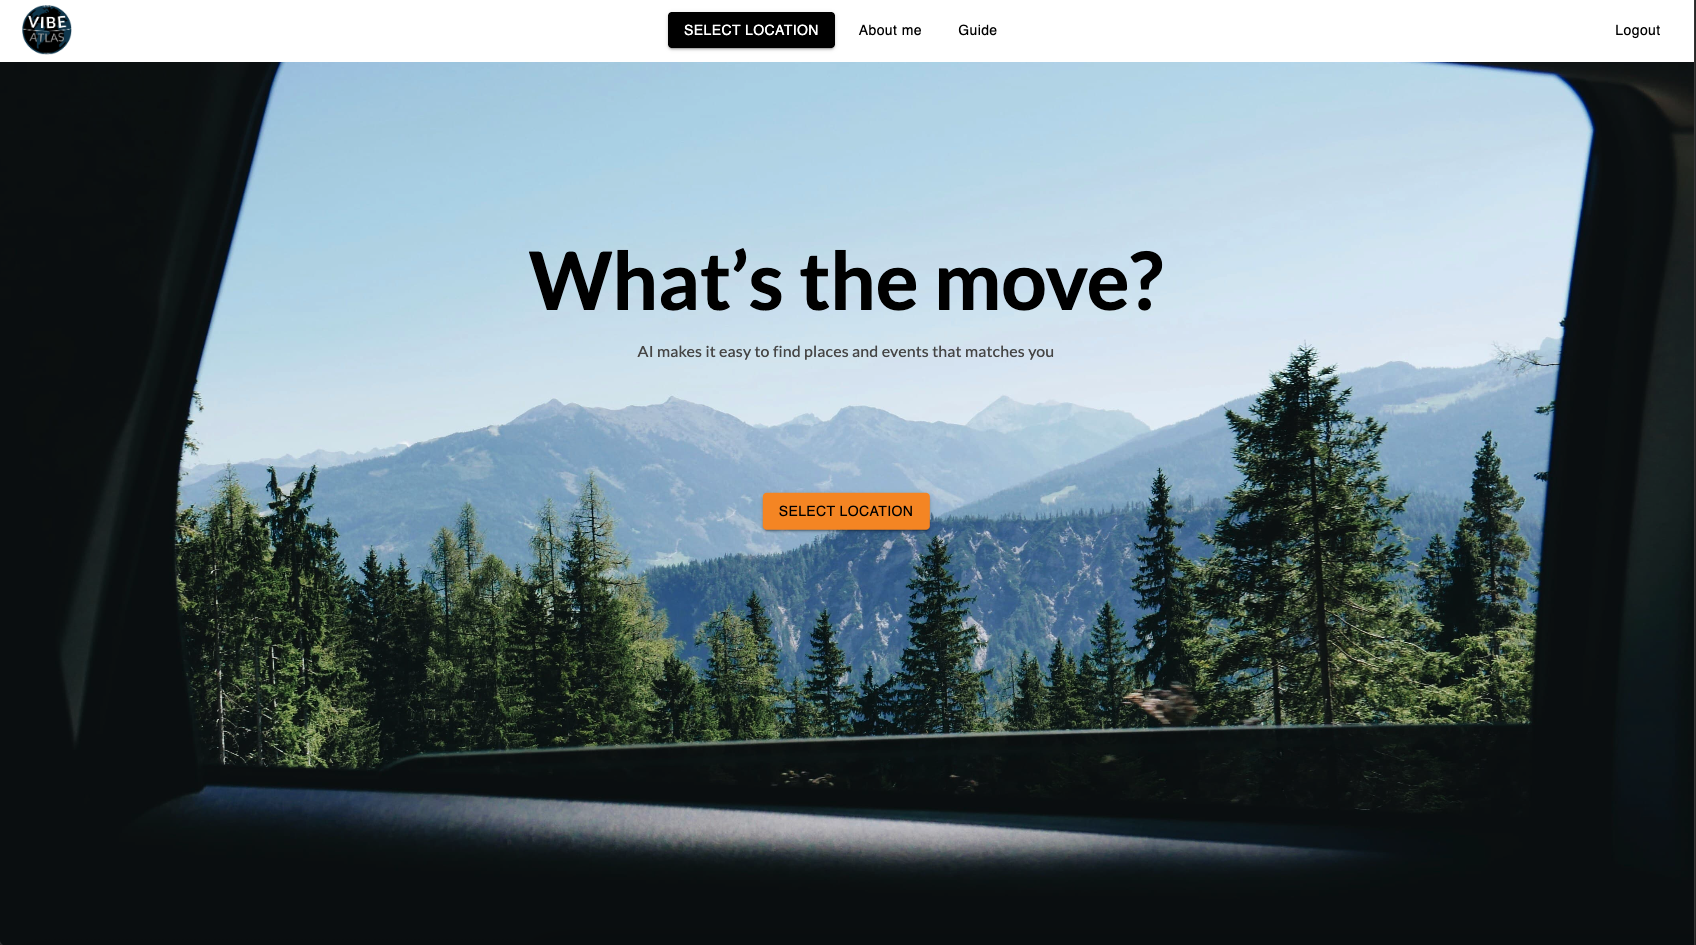 VIBE
ATLAS
SELECT LOCATION
About me
Guide
Logout
What’s the move?
AI makes it easy to find places and events that matches you
SELECT LOCATION